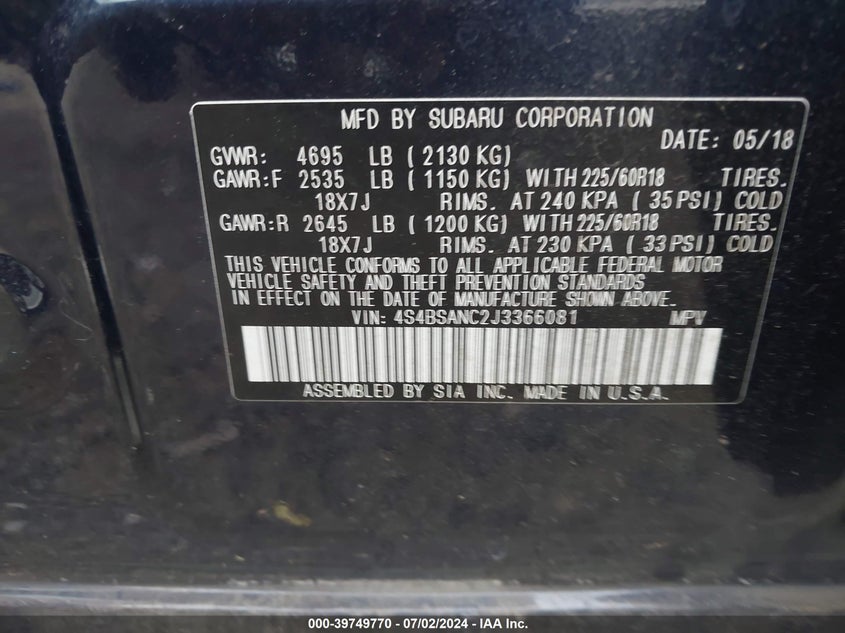 MFD BY SUBARU CORPORATION
DATE: 05/18
GVWR: 4695 LB ( 2130 KG)
GAWR:F 2535 LB ( 1150 KG) WITH 225/60R18 TIRES.
18X7J RIMS. AT 240 KPA ( 35 PSI) COLD
GAWR:R 2645 LB ( 1200 KG) WITH 225/60R18 TIRES.
18X7J RIMS. AT 230 KPA ( 33 PSI) COLD
THIS VEHICLE CONFORMS TO ALL APPLICABLE FEDERAL MOTOR
VEHICLE SAFETY AND THEFT PREVENTION STANDARDS
IN EFFECT ON THE DATE OF MANUFACTURE SHOWN ABOVE.
VIN: 4S4BSANC2J3366081 MPV
ASSEMBLED BY SIA INC. MADE IN U.S.A.
000-39749770 - 07/02/2024 - IAA Inc.